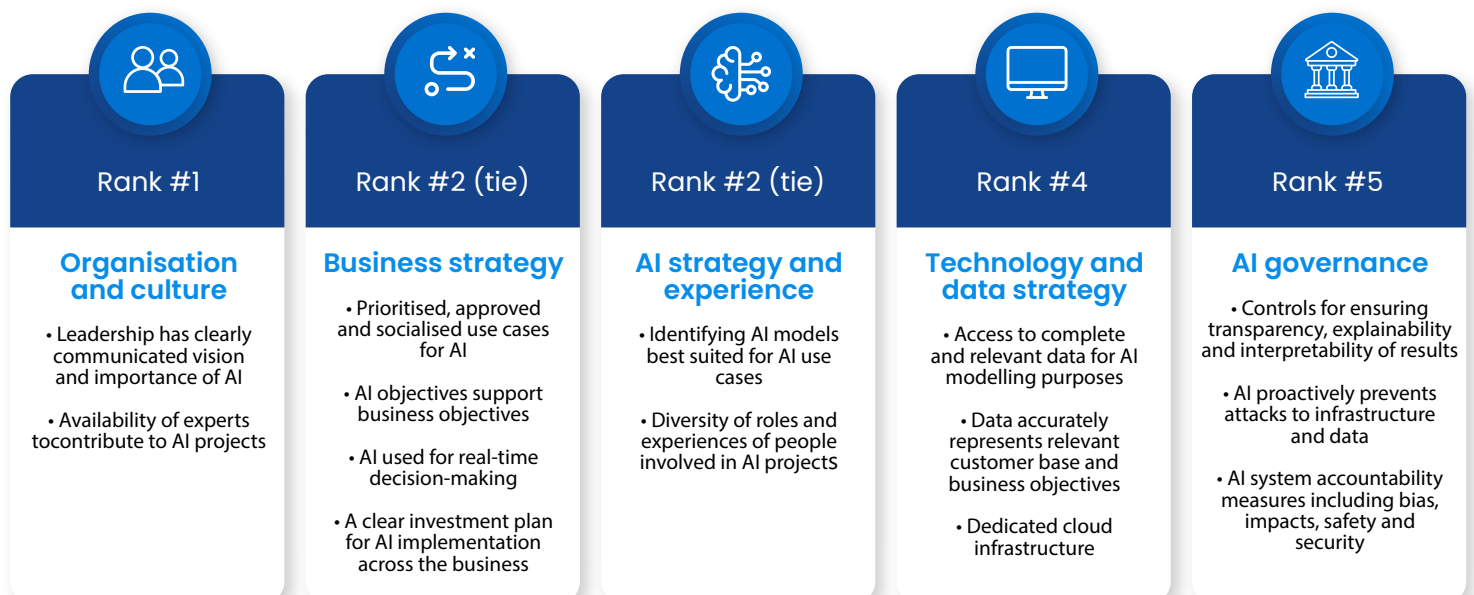 Rank #1
Organisation
and culture
• Leadership has clearly
communicated vision
and importance of AI
• Availability of experts
tocontribute to AI projects
Rank #2 (tie)
Business strategy
• Prioritised, approved
and socialised use cases
for AI
• AI objectives support
business objectives
• AI used for real-time
decision-making
• A clear investment plan
for AI implementation
across the business
Rank #2 (tie)
AI strategy and
experience
• Identifying AI models
best suited for AI use
cases
• Diversity of roles and
experiences of people
involved in AI projects
Rank #4
Technology and
data strategy
• Access to complete
and relevant data for AI
modelling purposes
• Data accurately
represents relevant
customer base and
business objectives
• Dedicated cloud
infrastructure
Rank #5
AI governance
• Controls for ensuring
transparency, explainability
and interpretability of results
• AI proactively prevents
attacks to infrastructure
and data
• AI system accountability
measures including bias,
impacts, safety and
security